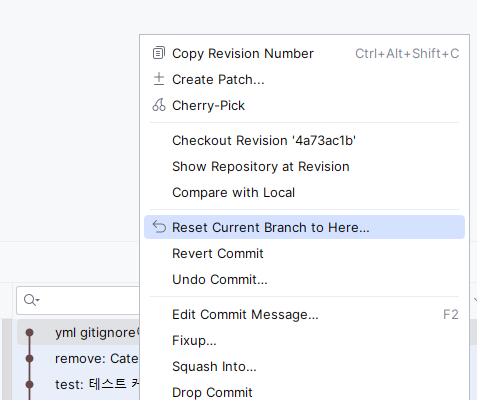 Copy Revision Number Ctrl+Alt+Shift+C
Create Patch...
Cherry-Pick
Checkout Revision '4a73ac1b'
Show Repository at Revision
Compare with Local
Reset Current Branch to Here...
Revert Commit
Undo Commit...
Edit Commit Message... F2
Fixup...
Squash Into...
Drop Commit
yml gitignore
remove: Cate
test: 테스트